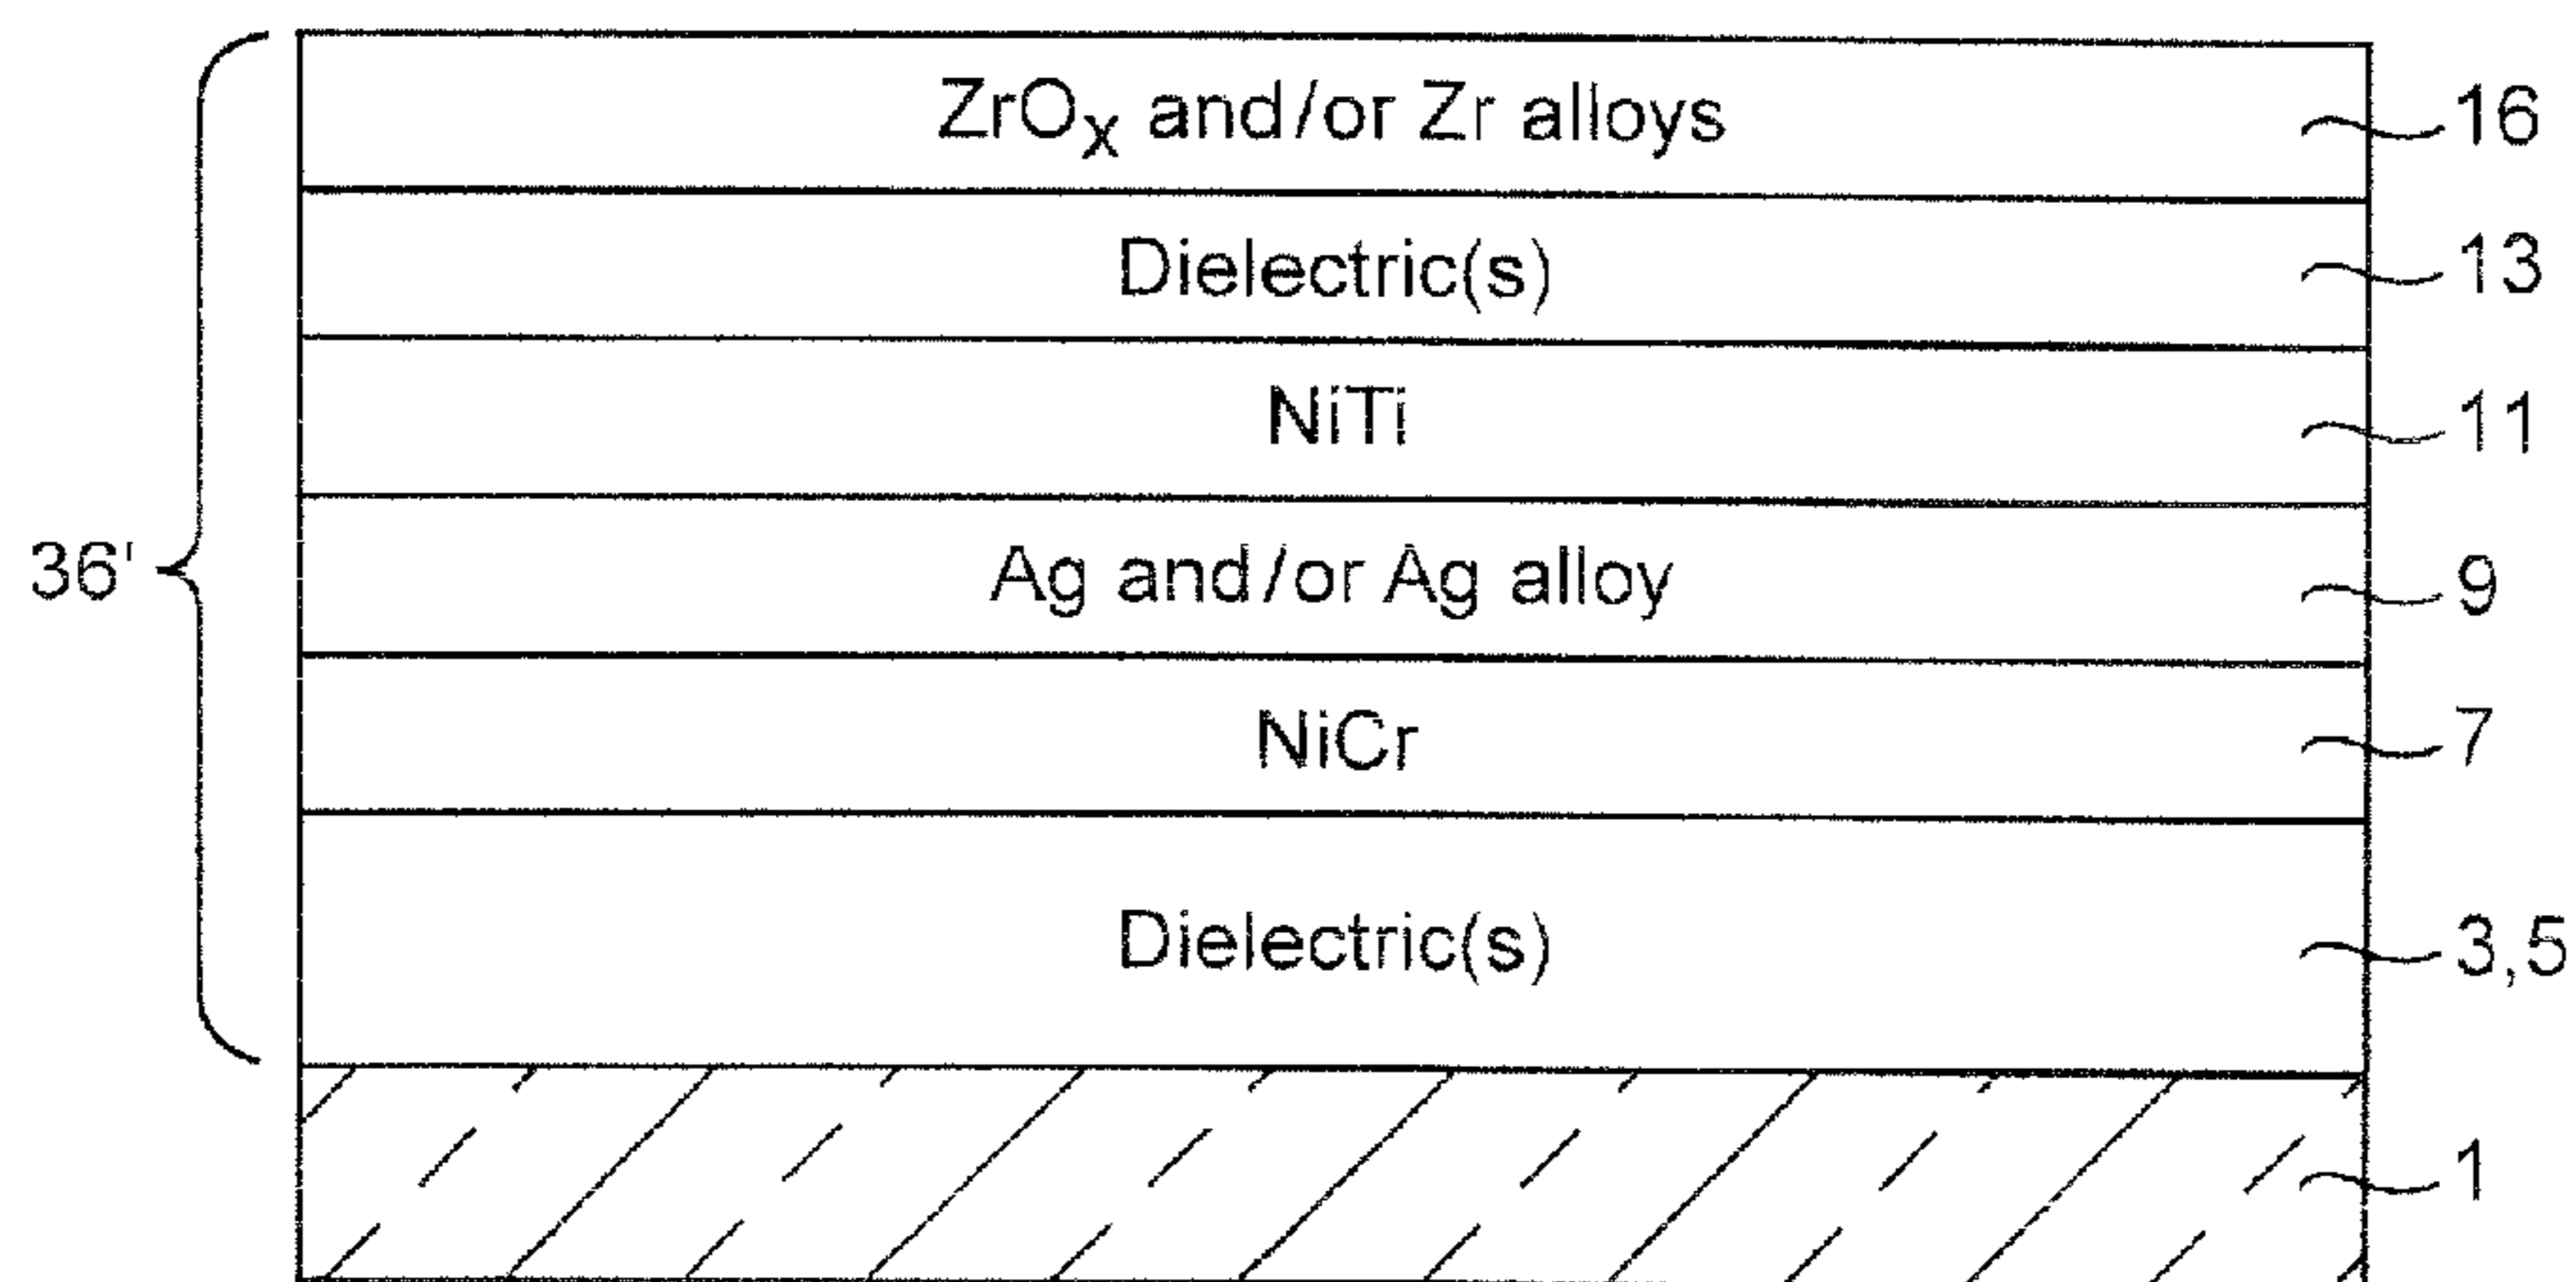 ZrOx and/or Zr alloys 16
Dielectric(s) 13
NiTi 11
36' Ag and/or Ag alloy 9
NiCr 7
Dielectric(s) 3,5
1